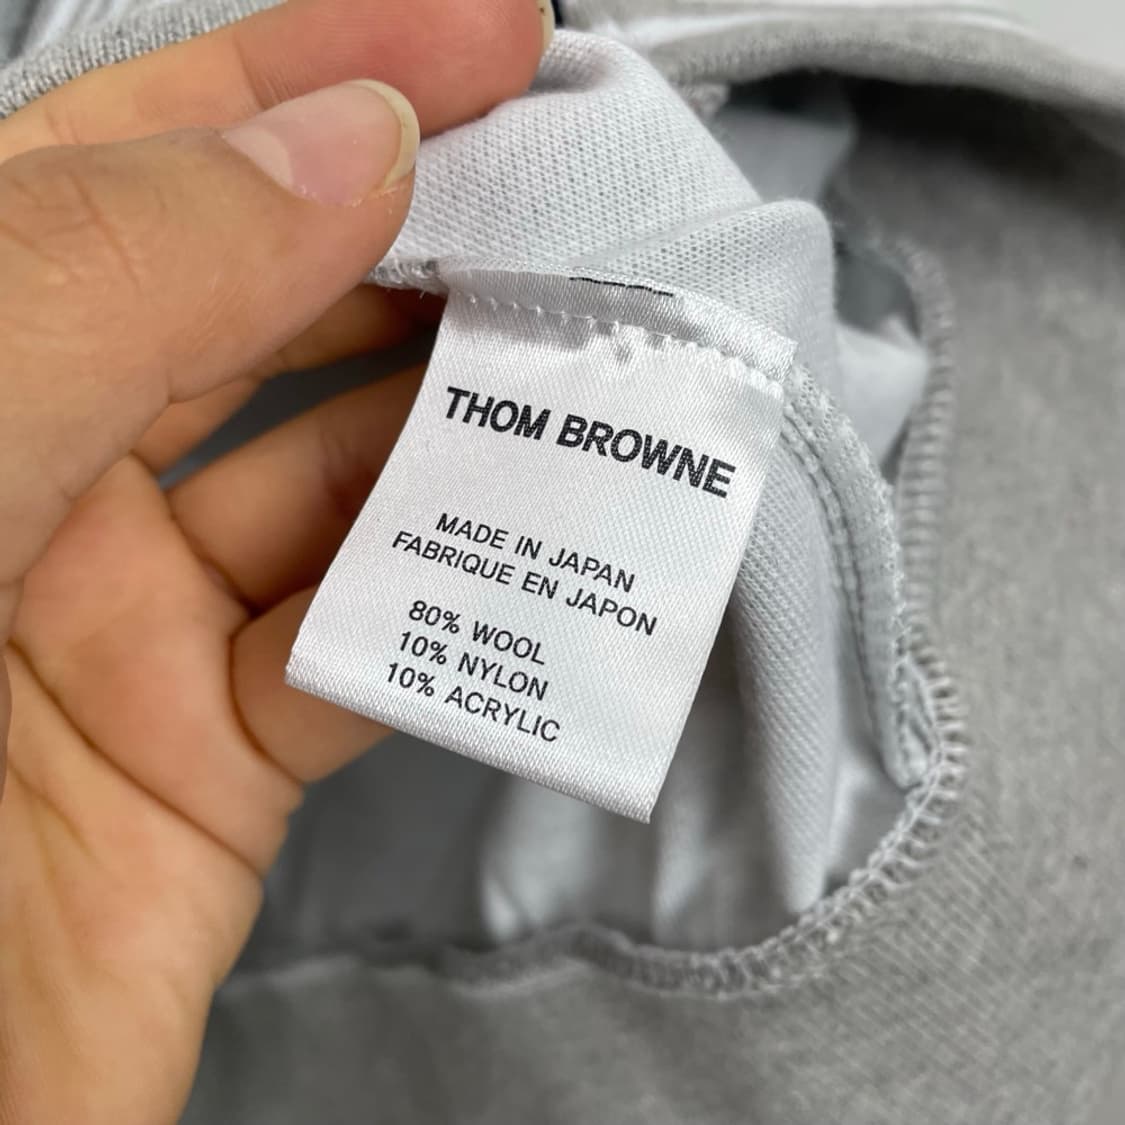 THOM BROWNE
MADE IN JAPAN
FABRIQUE EN JAPON
80% WOOL
10% NYLON
10% ACRYLIC